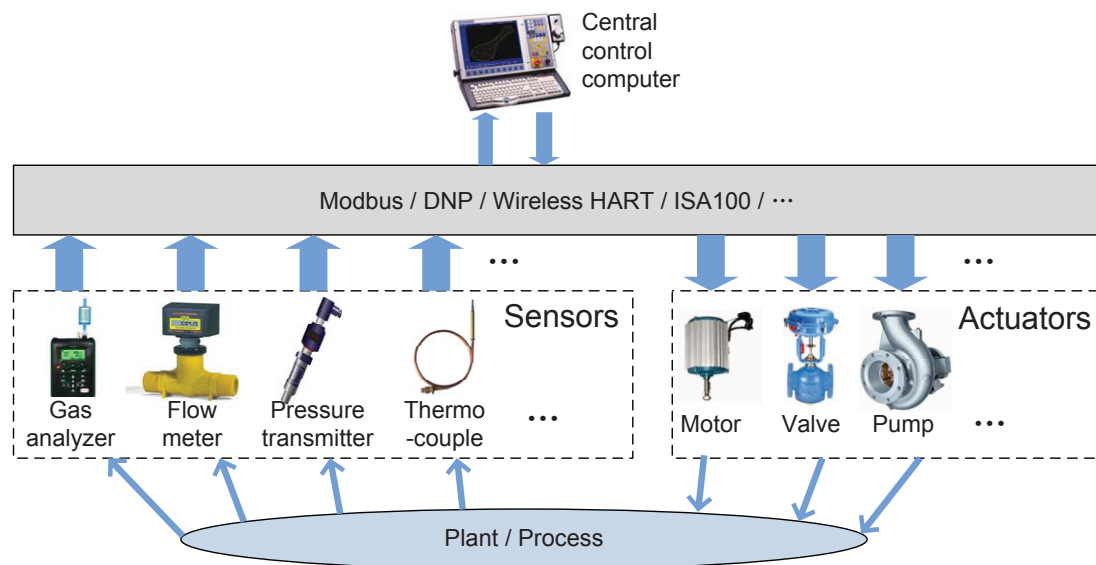 Central
control
computer
Modbus / DNP / Wireless HART / ISA100 / ···
···
···
Sensors
Actuators
Gas
analyzer
Flow
meter
Pressure
transmitter
Thermo
-couple
···
Motor
Valve
Pump
···
Plant / Process